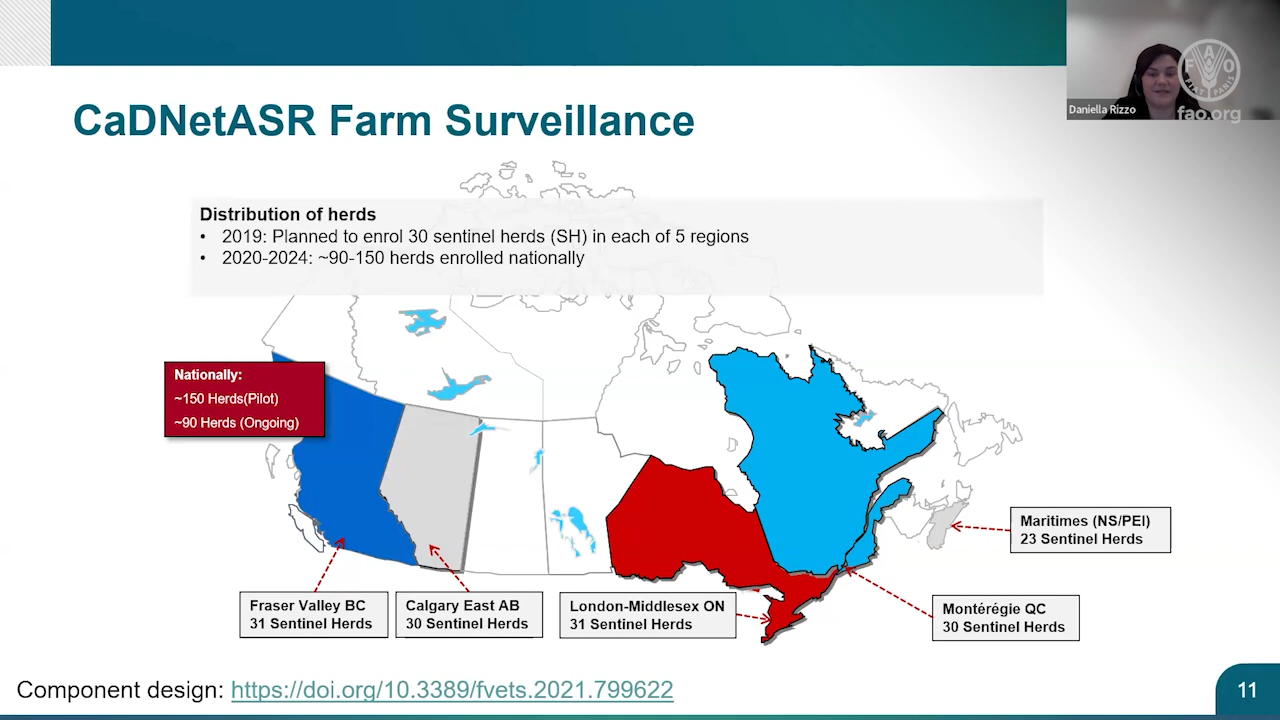 Daniella Rizzo
FAO
FIAT PANIS
fao.org
CaDNetASR Farm Surveillance
Distribution of herds
• 2019: Planned to enrol 30 sentinel herds (SH) in each of 5 regions
• 2020-2024: ~90-150 herds enrolled nationally
Nationally:
~150 Herds(Pilot)
~90 Herds (Ongoing)
Maritimes (NS/PEI)
23 Sentinel Herds
Fraser Valley BC
31 Sentinel Herds
Calgary East AB
30 Sentinel Herds
London-Middlesex ON
31 Sentinel Herds
Montérégie QC
30 Sentinel Herds
Component design: https://doi.org/10.3389/fvets.2021.799622
11